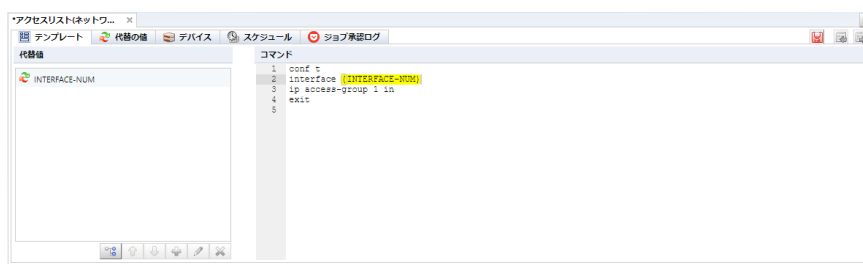 *アクセスリスト(ネットワ... ×
テンプレート 代替の値 デバイス スケジュール ジョブ承認ログ
代替値 コマンド
INTERFACE-NUM
1 conf t
2 interface {INTERFACE-NUM}
3 ip access-group 1 in
4 exit
5